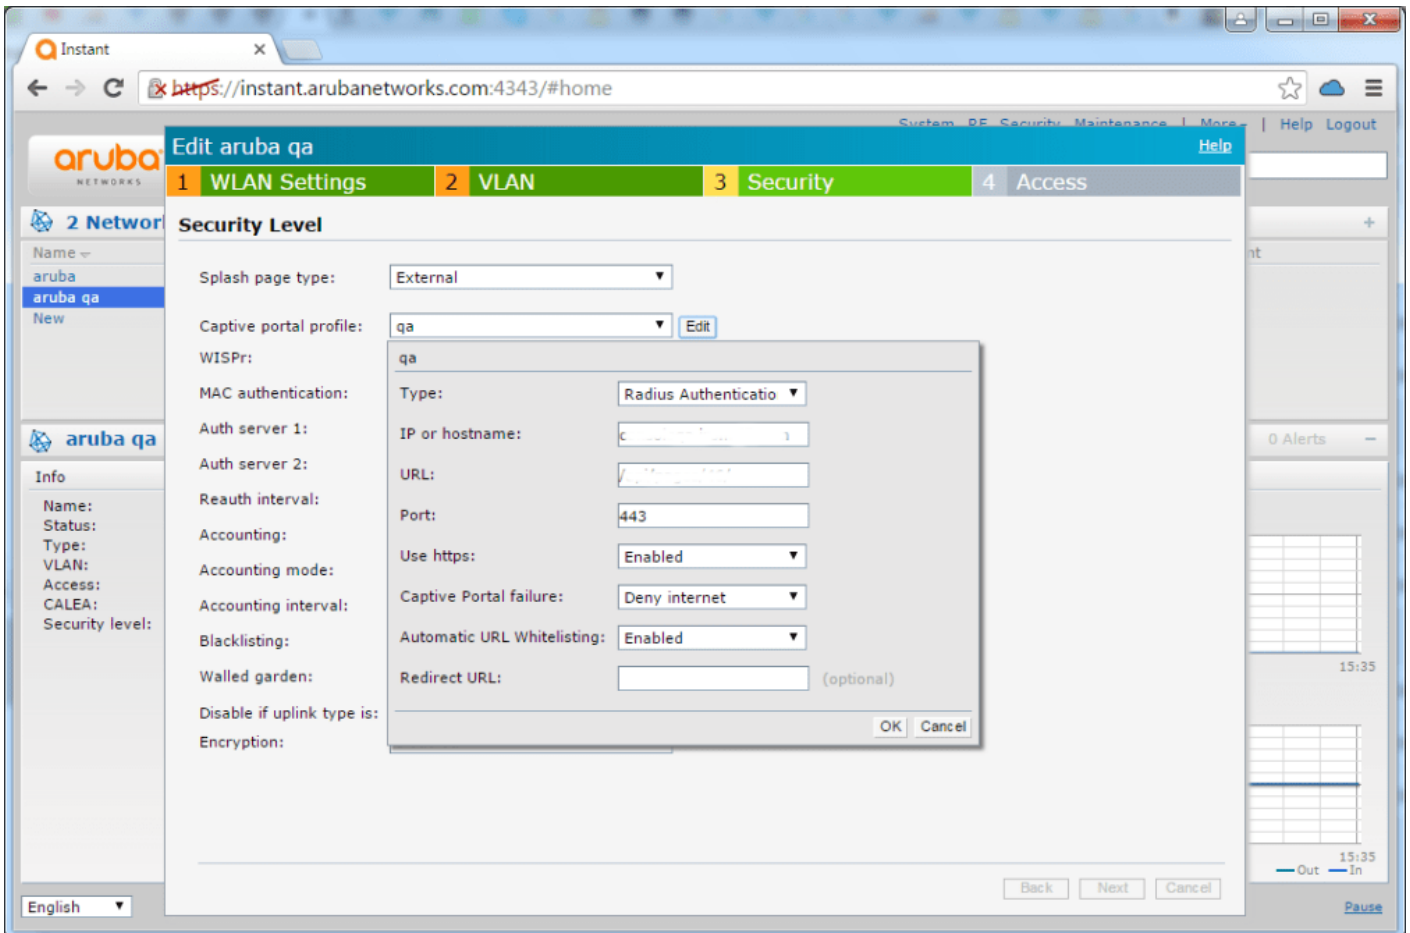 Instant
https://instant.arubanetworks.com:4343/#home
System RF Security Maintenance | More | Help Logout
aruba
NETWORKS
Edit aruba qa Help
1 WLAN Settings 2 VLAN 3 Security 4 Access
2 Networ
Name
aruba
aruba qa
New
Security Level
Splash page type: External
Captive portal profile: qa Edit
WISPr:
MAC authentication:
Auth server 1:
Auth server 2:
Reauth interval:
Accounting:
Accounting mode:
Accounting interval:
Blacklisting:
Walled garden:
Disable if uplink type is:
Encryption:
qa
Type: Radius Authenticatio
IP or hostname:
URL:
Port: 443
Use https: Enabled
Captive Portal failure: Deny internet
Automatic URL Whitelisting: Enabled
Redirect URL: (optional)
OK Cancel
aruba qa
0 Alerts
Info
Name:
Status:
Type:
VLAN:
Access:
CALEA:
Security level:
15:35
15:35
Out In
Back Next Cancel
English
Pause